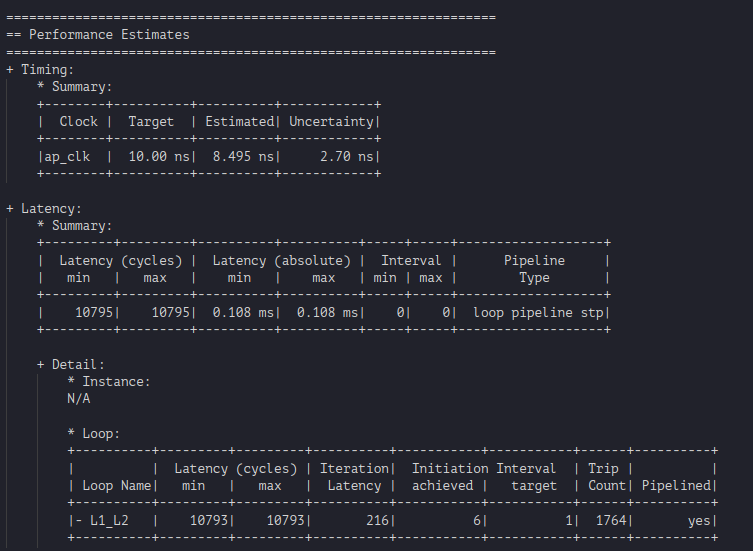 ================================================================
== Performance Estimates
================================================================
+ Timing:
    * Summary:
    +--------+----------+----------+------------+
    |  Clock |  Target  | Estimated| Uncertainty|
    +--------+----------+----------+------------+
    |ap_clk  |  10.00 ns|  8.495 ns|     2.70 ns|
    +--------+----------+----------+------------+

+ Latency:
    * Summary:
    +---------+---------+----------+----------+-----+-----+-------------------+
    |  Latency (cycles) |  Latency (absolute) |  Interval |      Pipeline     |
    |   min   |   max   |    min   |    max   | min | max |        Type       |
    +---------+---------+----------+----------+-----+-----+-------------------+
    |    10795|    10795|  0.108 ms|  0.108 ms|    0|    0|  loop pipeline stp|
    +---------+---------+----------+----------+-----+-----+-------------------+

    + Detail:
        * Instance:
        N/A

        * Loop:
        +----------+---------+---------+----------+-----------+-----------+------+----------+
        |          |  Latency (cycles) | Iteration|  Initiation Interval  | Trip |          |
        | Loop Name|   min   |   max   |  Latency |  achieved |   target  | Count| Pipelined|
        +----------+---------+---------+----------+-----------+-----------+------+----------+
        |- L1_L2   |    10793|    10793|       216|          6|          1|  1764|       yes|
        +----------+---------+---------+----------+-----------+-----------+------+----------+